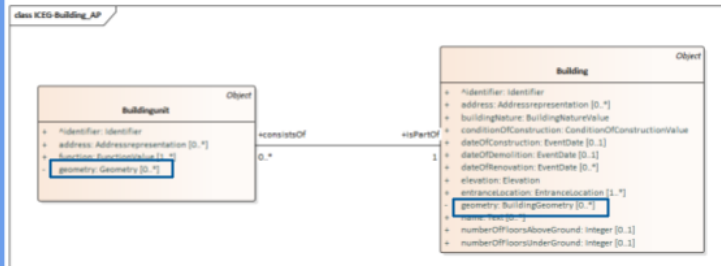 class ICEG-Building_AP
Object
Buildingunit
+ ^identifier: Identifier
+ address: Addressrepresentation [0..*]
+ function: FunctionValue [1..*]
- geometry: Geometry [0..*]
+consistsOf
0..*
+isPartOf
1
Object
Building
+ ^identifier: Identifier
+ address: Addressrepresentation [0..*]
+ buildingNature: BuildingNatureValue
+ conditionOfConstruction: ConditionOfConstructionValue
+ dateOfConstruction: EventDate [0..1]
+ dateOfDemolition: EventDate [0..1]
+ dateOfRenovation: EventDate [0..*]
+ elevation: Elevation
+ entranceLocation: EntranceLocation [1..*]
- geometry: BuildingGeometry [0..*]
+ name: Text [0..*]
+ numberOfFloorsAboveGround: Integer [0..1]
+ numberOfFloorsUnderGround: Integer [0..1]